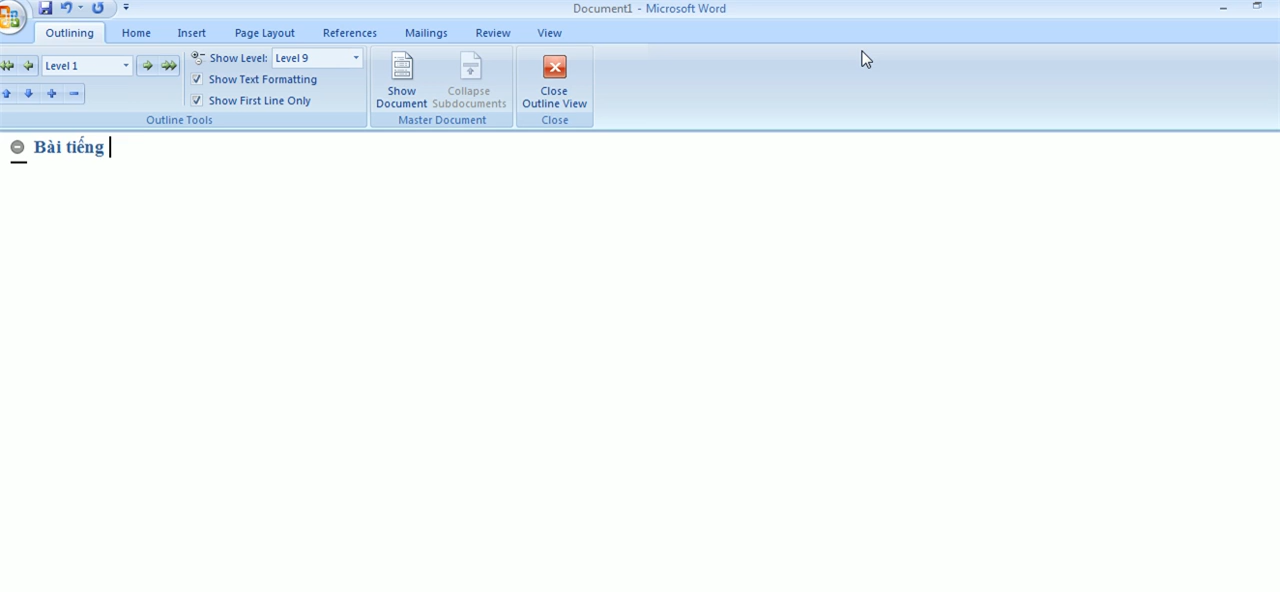 Document1 - Microsoft Word
Outlining Home Insert Page Layout References Mailings Review View
Level 1 Show Level: Level 9
Show Text Formatting
Show First Line Only
Show Document
Collapse Subdocuments
Close Outline View
Outline Tools Master Document Close
Bài tiếng